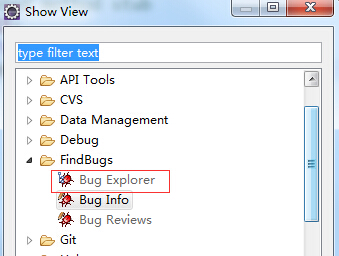 Show View
type filter text
API Tools
CVS
Data Management
Debug
FindBugs
Bug Explorer
Bug Info
Bug Reviews
Git